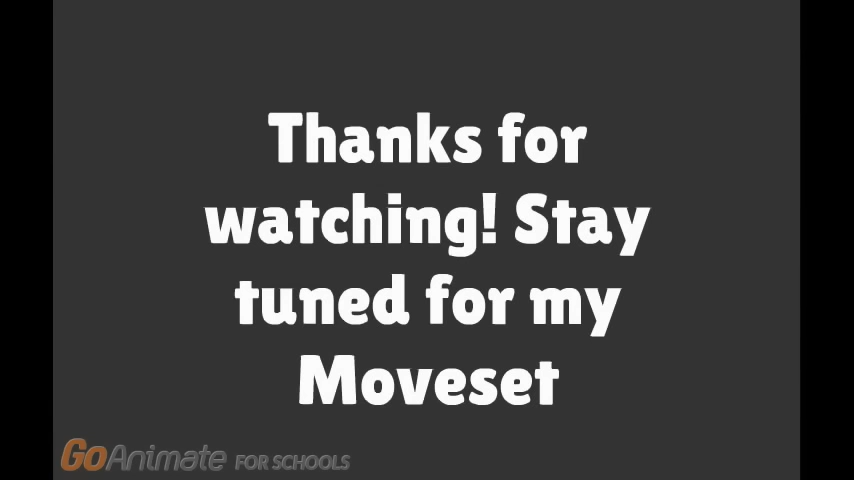 Thanks for
watching! Stay
tuned for my
Moveset
GoAnimate FOR SCHOOLS